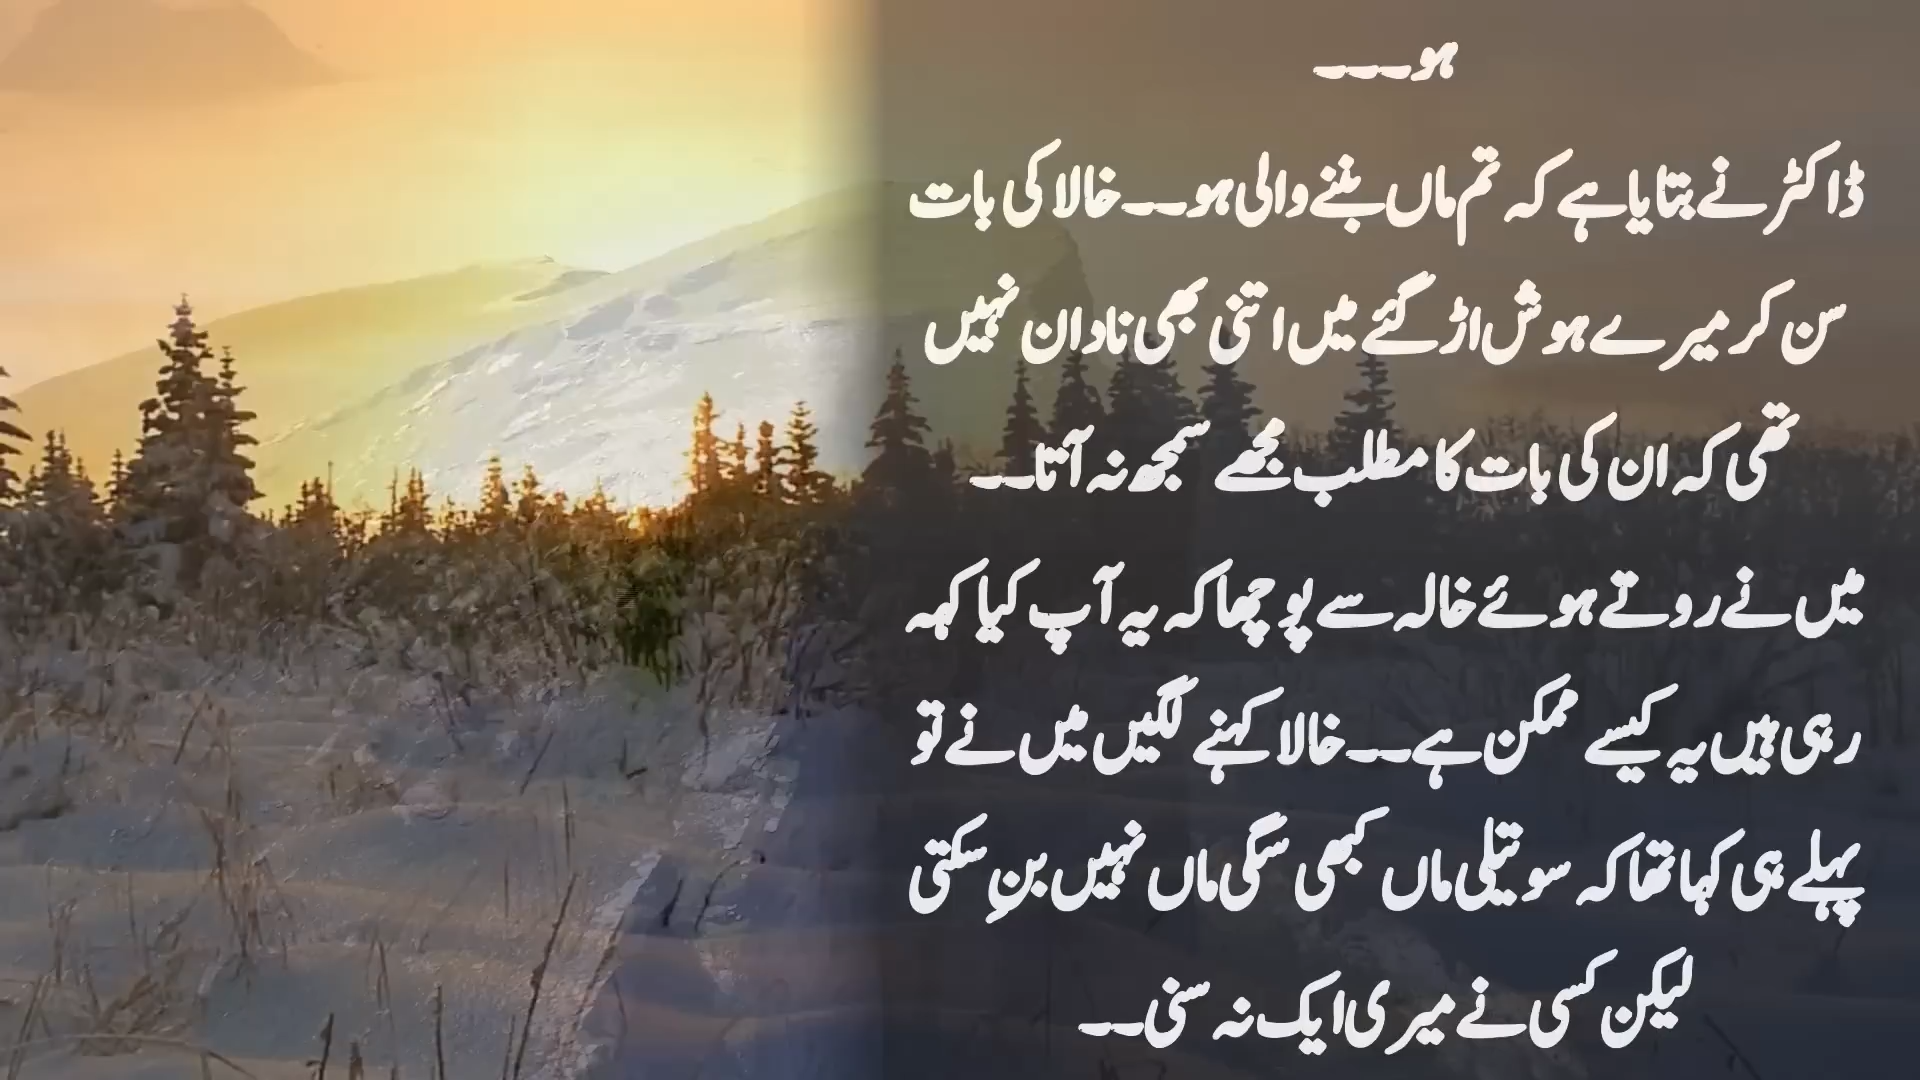 ہو۔۔۔
ڈاکٹر نے بتایا ہے کہ تم ماں بننے والی ہو۔۔خالا کی بات
سن کر میرے ہوش اڑ گئے میں اتنی بھی نادان نہیں
تھی کہ ان کی بات کا مطلب مجھے سمجھ نہ آتا۔۔
میں نے روتے ہوئے خالہ سے پوچھا کہ یہ آپ کیا کہہ
رہی ہیں یہ کیسے ممکن ہے۔۔خالا کہنے لگیں میں نے تو
پہلے ہی کہا تھا کہ سوتیلی ماں کبھی سگی ماں نہیں بن سکتی
لیکن کسی نے میری ایک نہ سنی۔۔